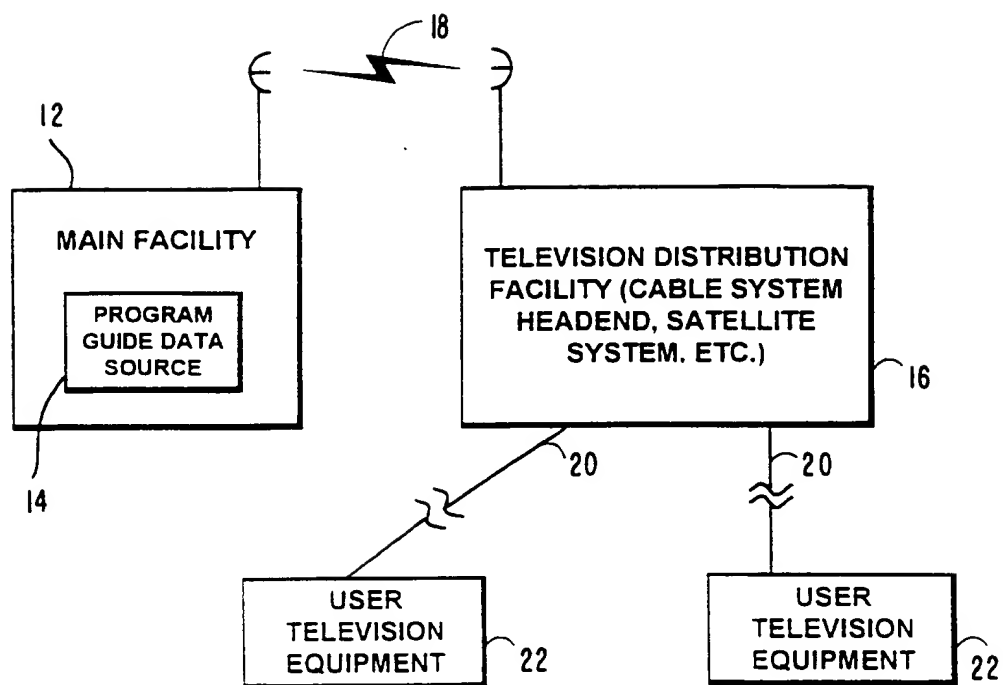 18
12
MAIN FACILITY
PROGRAM
GUIDE DATA
SOURCE
14
TELEVISION DISTRIBUTION
FACILITY (CABLE SYSTEM
HEADEND, SATELLITE
SYSTEM, ETC.)
16
20
20
USER
TELEVISION
EQUIPMENT
22
USER
TELEVISION
EQUIPMENT
22